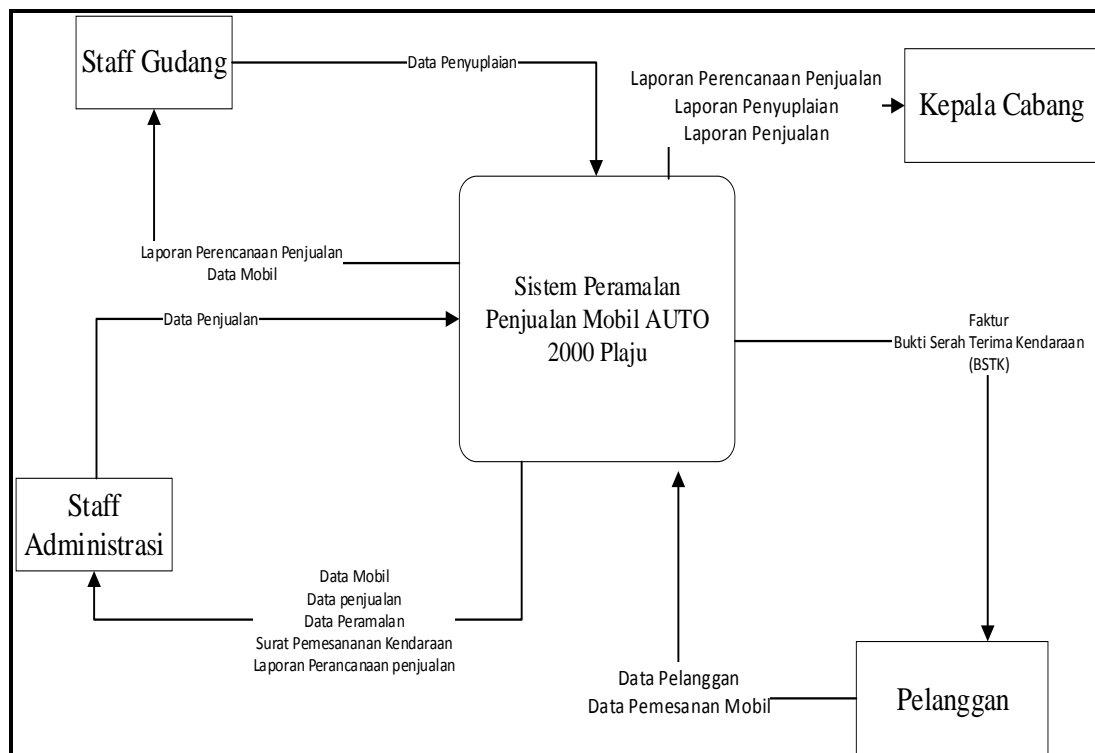 Staff Gudang
Data Penyuplaian
Laporan Perencanaan Penjualan
Laporan Penyuplaian
Laporan Penjualan
Kepala Cabang
Laporan Perencanaan Penjualan
Data Mobil
Sistem Peramalan
Penjualan Mobil AUTO
2000 Plaju
Data Penjualan
Faktur
Bukti Serah Terima Kendaraan
(BSTK)
Staff
Administrasi
Data Mobil
Data penjualan
Data Peramalan
Surat Pemesananan Kendaraan
Laporan Perancanaan penjualan
Data Pelanggan
Data Pemesanan Mobil
Pelanggan